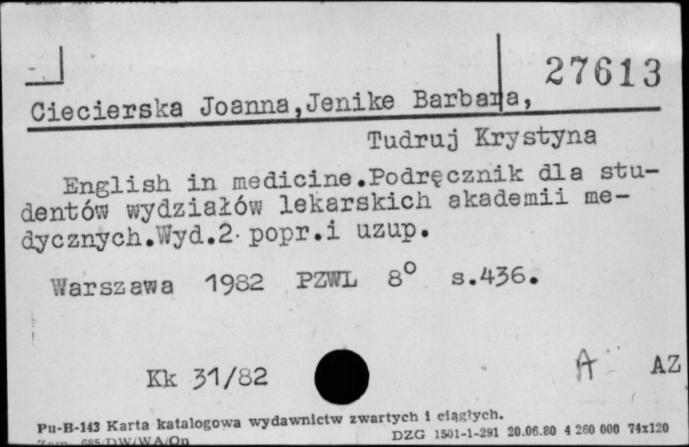 27613
Ciecierska Joanna,Jenike Barbara,
Tudruj Krystyna
English in medicine.Podręcznik dla stu-
dentów wydziałów lekarskich akademii me-
dycznych.Wyd.2 popr.i uzup.
Warszawa 1982 PZWL 8° s.436.
Kk 31/82
A AZ
Pu-B-143 Karta katalogowa wydawnictw zwartych i ciągłych.
DZG 1501-1-291 20.06.80 4 260 000 74x120